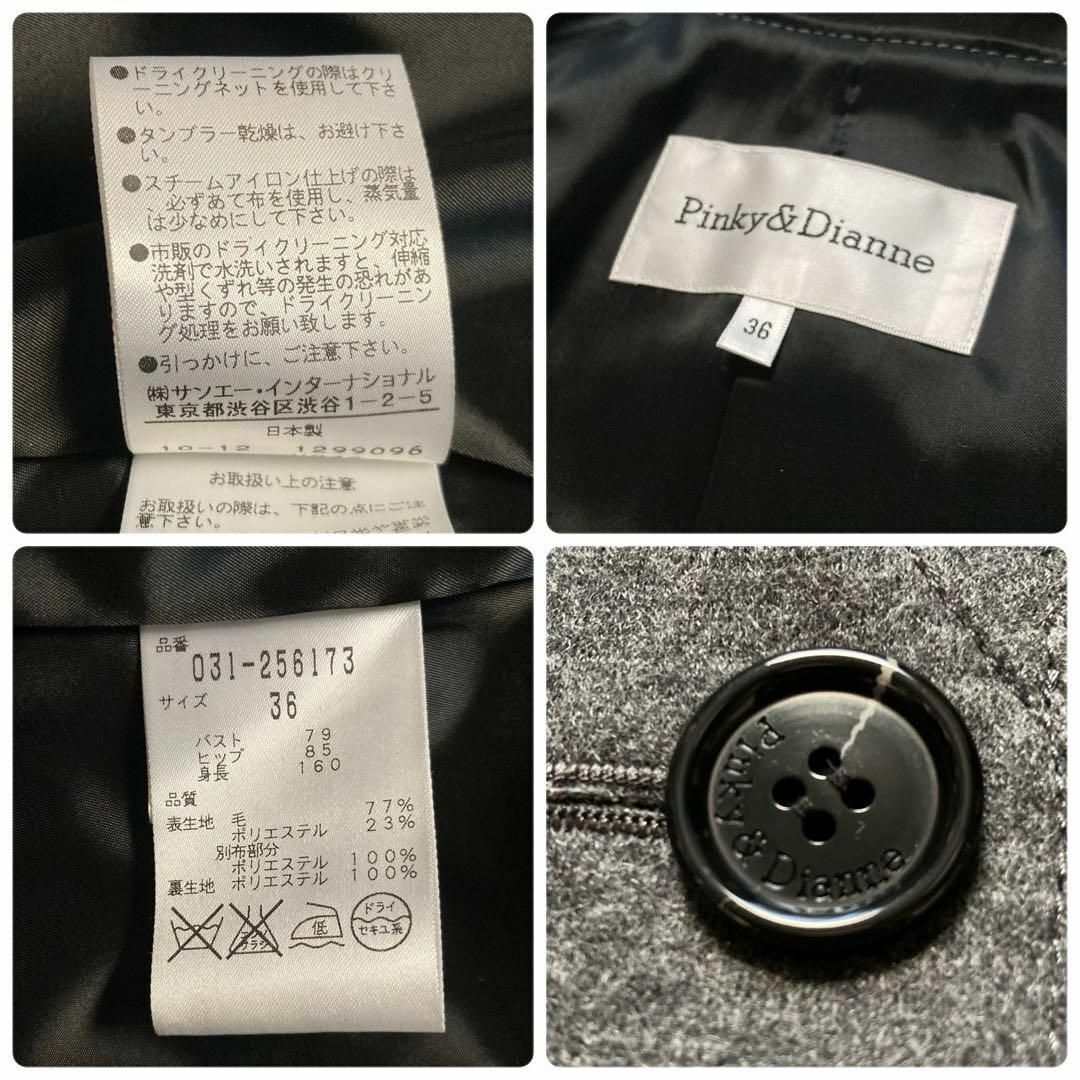 ●ドライクリーニングの際はクリ
ーニングネットを使用して下さ
い。
●タンブラー乾燥は、お避け下さ
い。
●スチームアイロン仕上げの際は
必ずあて布を使用し、蒸気量
は少なめにして下さい。
●市販のドライクリーニング対応
洗剤で水洗いされますと、伸縮
や型くずれ等の発生の恐れがあ
りますので、ドライクリーニン
グ処理をお願い致します。
●引っかけに、ご注意下さい。
㈱サンエー・インターナショナル
東京都渋谷区渋谷1-2-5
日本製
10-12 1299096
お取扱い上の注意
お取扱いの際は、下記の点にご注
意下さい。
Pinky&Dianne
36
品番
031-256173
サイズ
36
バスト 79
ヒップ 85
身長 160
品質
表生地 毛 77%
ポリエステル 23%
別布部分
ポリエステル 100%
裏生地 ポリエステル 100%
低
ドライ
セキユ系
Pinky & Dianne